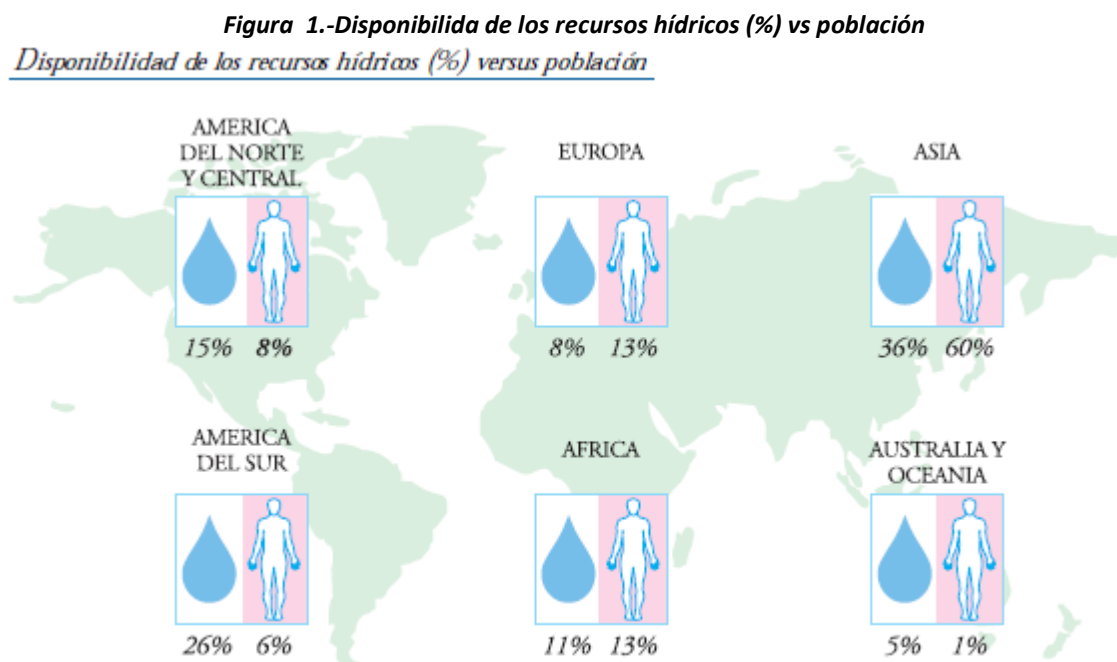 Figura 1.-Disponibilida de los recursos hídricos (%) vs población
Disponibilidad de los recursos hídricos (%) versus población
AMERICA
DEL NORTE
Y CENTRAL
15% 8%
EUROPA
8% 13%
ASIA
36% 60%
AMERICA
DEL SUR
26% 6%
AFRICA
11% 13%
AUSTRALIA Y
OCEANIA
5% 1%